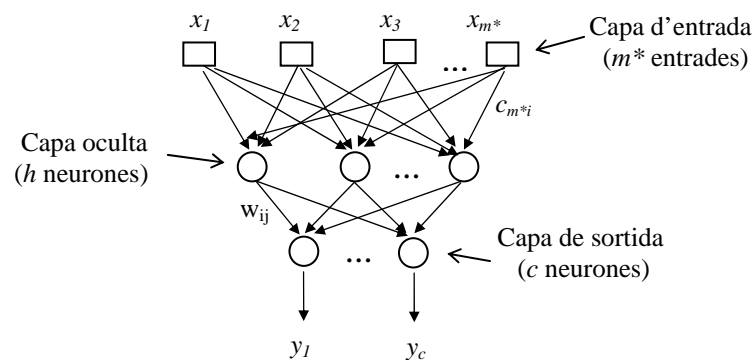 x1 x2 x3 xm*
Capa d'entrada
(m* entrades)
...
cm*i
Capa oculta
(h neurones)
...
wij
Capa de sortida
(c neurones)
...
y1 yc